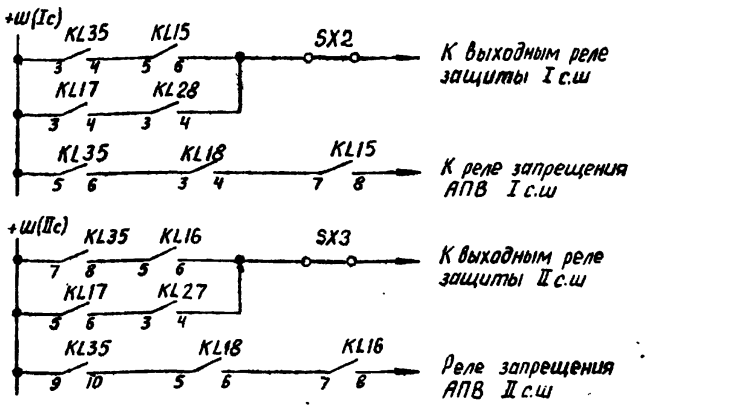 +Ш(Iс)
KL35 KL15 SX2
3 4 5 6
К выходным реле
защиты I с.ш
KL17 KL28
3 4 3 4
KL35 KL18 KL15
5 6 3 4 7 8
К реле запрещения
АПВ I с.ш
+Ш(IIс)
KL35 KL16 SX3
7 8 5 6
К выходным реле
защиты II с.ш
KL17 KL27
5 6 3 4
KL35 KL18 KL16
9 10 5 6 7 8
Реле запрещения
АПВ II с.ш